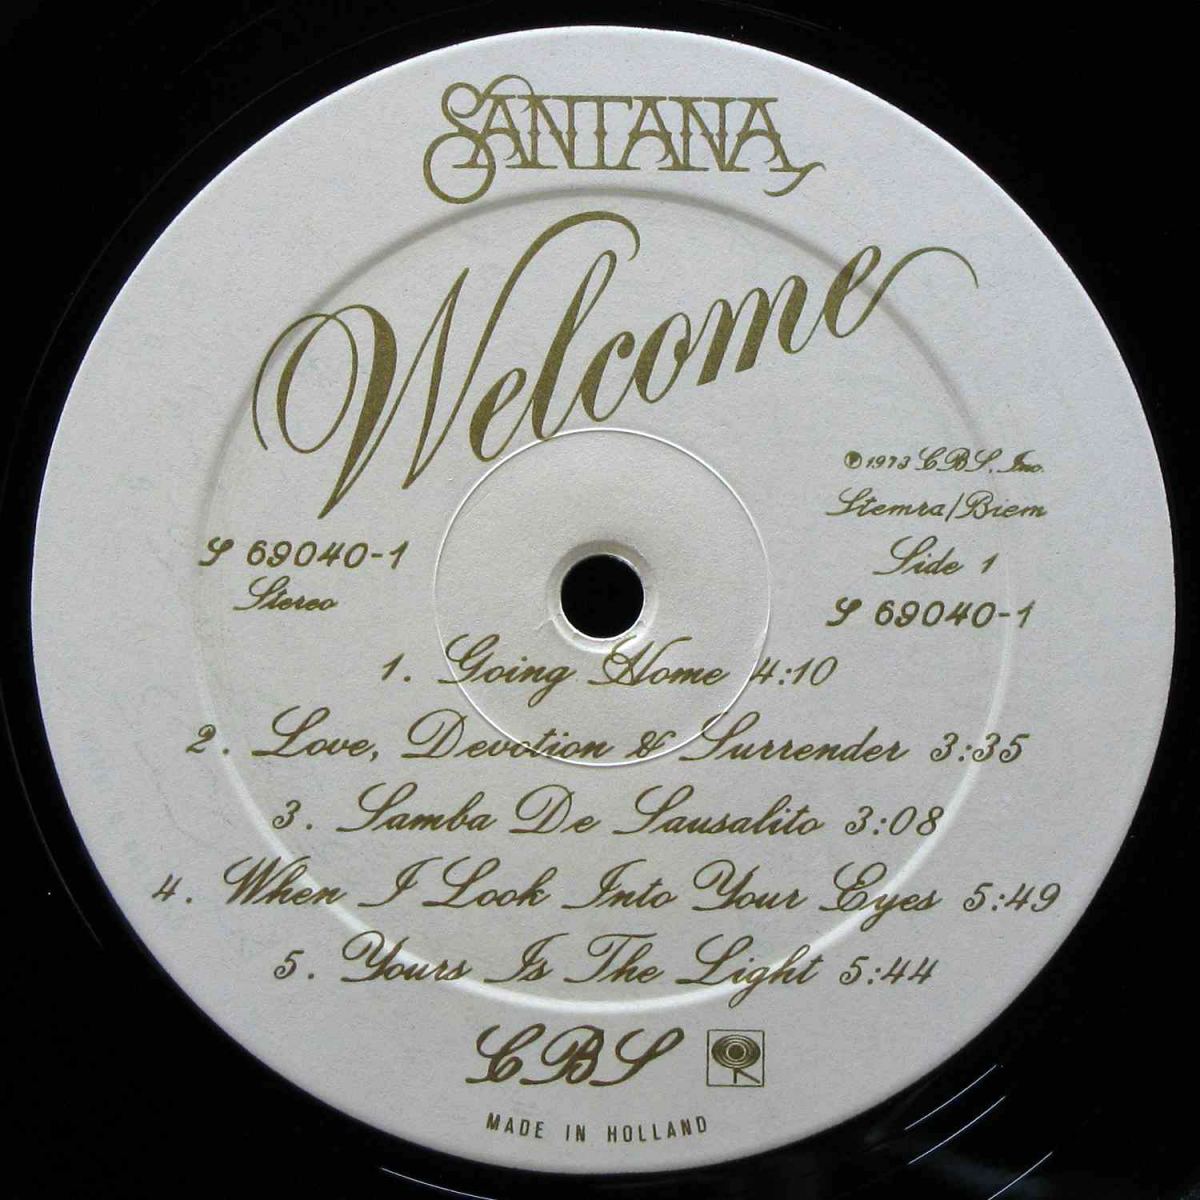 SANTANA
Welcome
℗ 1973 CBS, Inc.
Stemra/Biem
S 69040-1
Stereo
Side 1
S 69040-1
1. Going Home 4:10
2. Love, Devotion & Surrender 3:35
3. Samba De Sausalito 3:08
4. When I Look Into Your Eyes 5:49
5. Yours Is The Light 5:44
CBS
MADE IN HOLLAND